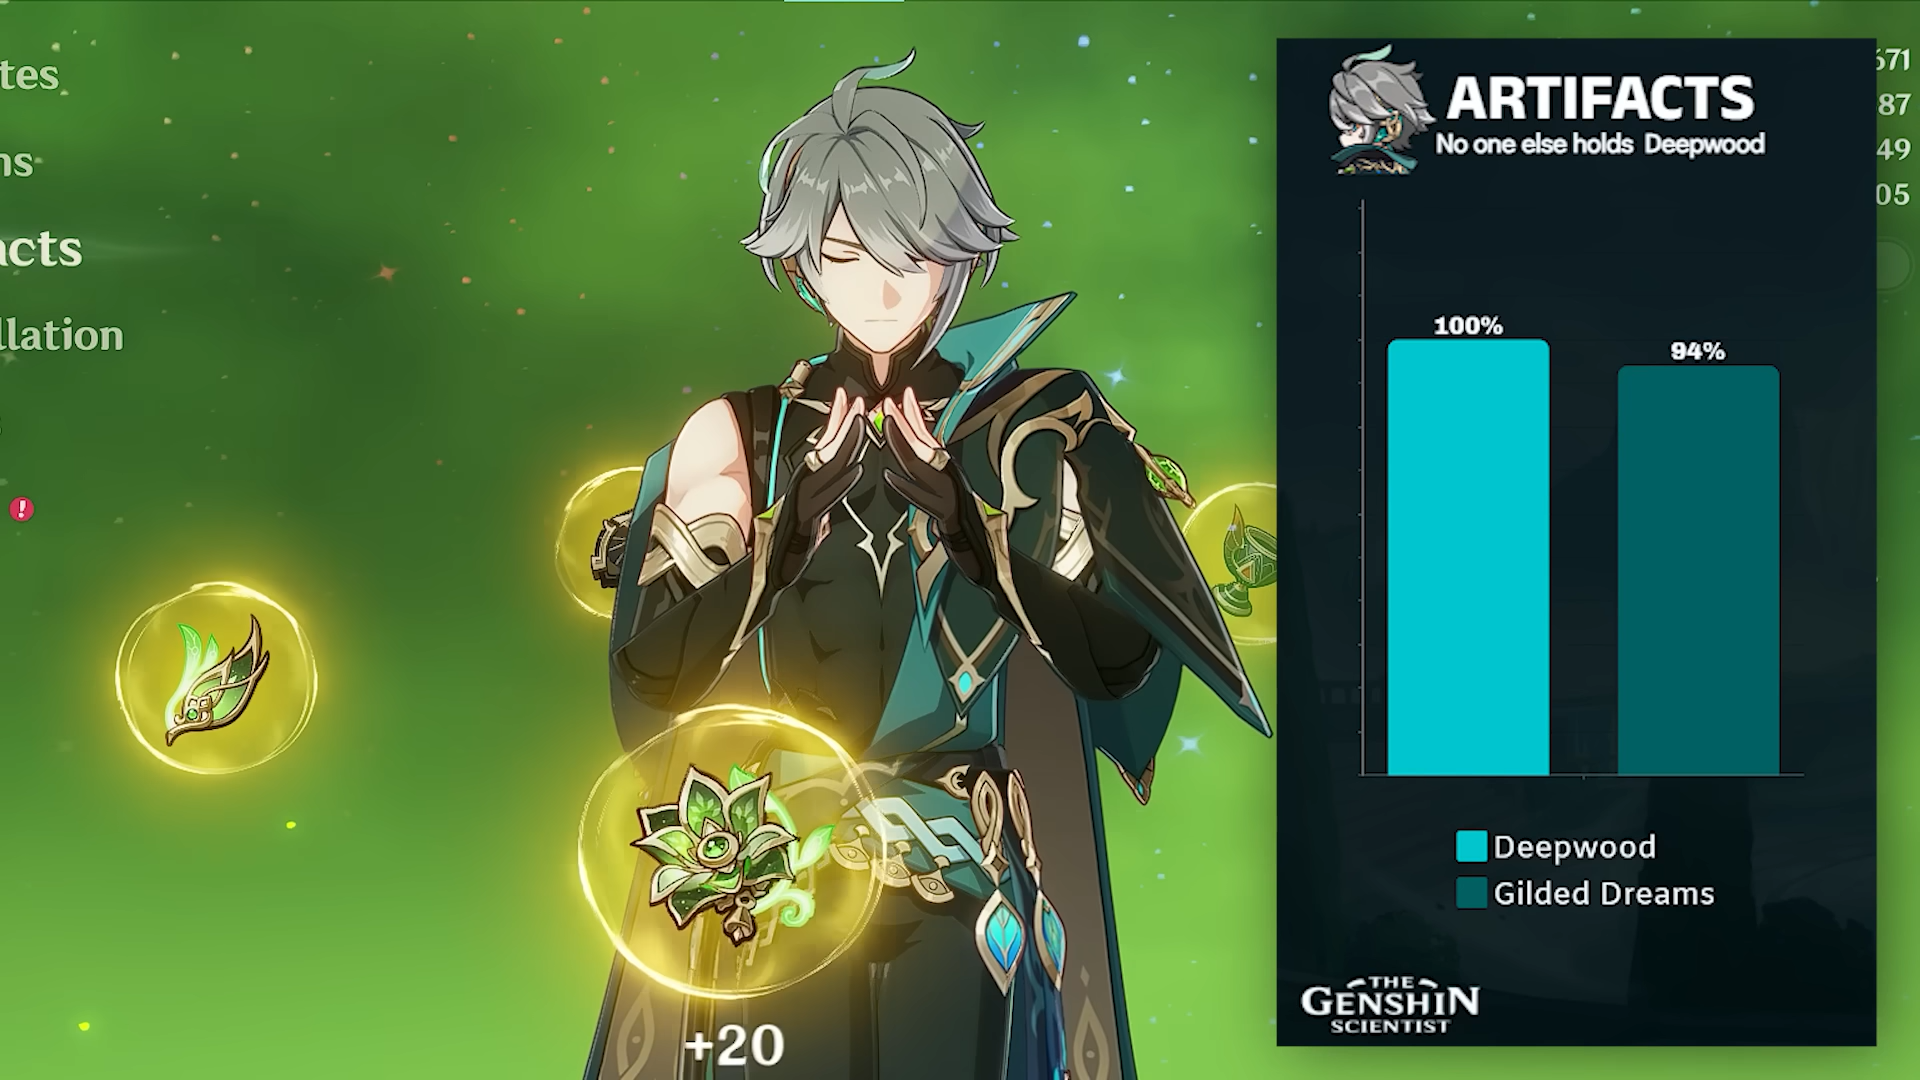 tes
ns
acts
llation
!
+20
ARTIFACTS
No one else holds Deepwood
100%
94%
Deepwood
Gilded Dreams
THE
GENSHIN
SCIENTIST
671
87
49
05